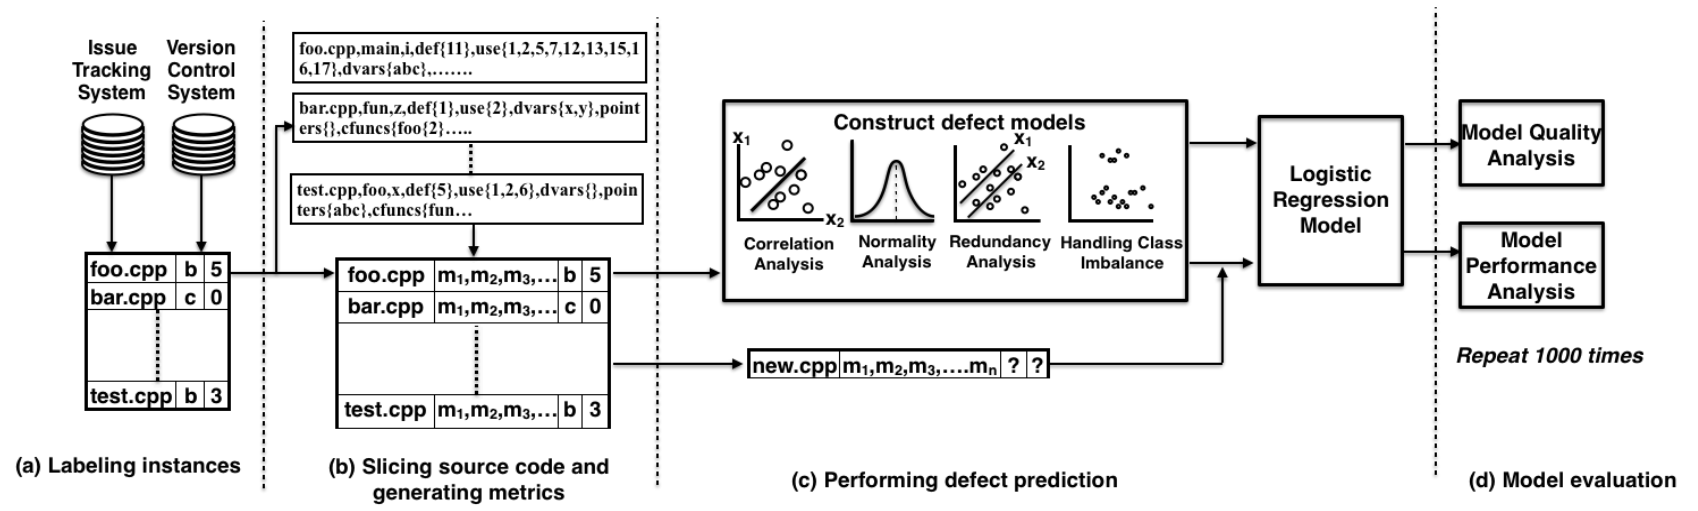 Issue
Tracking
System
Version
Control
System
foo.cpp b 5
bar.cpp c 0
test.cpp b 3
(a) Labeling instances
foo.cpp,main,i,def{11},use{1,2,5,7,12,13,15,1
6,17},dvars{abc},…….
bar.cpp,fun,z,def{1},use{2},dvars{x,y},point
ers{},cfuncs{foo{2}…..
test.cpp,foo,x,def{5},use{1,2,6},dvars{},poin
ters{abc},cfuncs{fun…
foo.cpp m₁,m₂,m₃,… b 5
bar.cpp m₁,m₂,m₃,… c 0
test.cpp m₁,m₂,m₃,… b 3
(b) Slicing source code and
generating metrics
Construct defect models
x₁
x₂
Correlation
Analysis
Normality
Analysis
x₁
x₂
Redundancy
Analysis
Handling Class
Imbalance
new.cpp m₁,m₂,m₃,….mₙ ? ?
Logistic
Regression
Model
(c) Performing defect prediction
Model Quality
Analysis
Model
Performance
Analysis
Repeat 1000 times
(d) Model evaluation